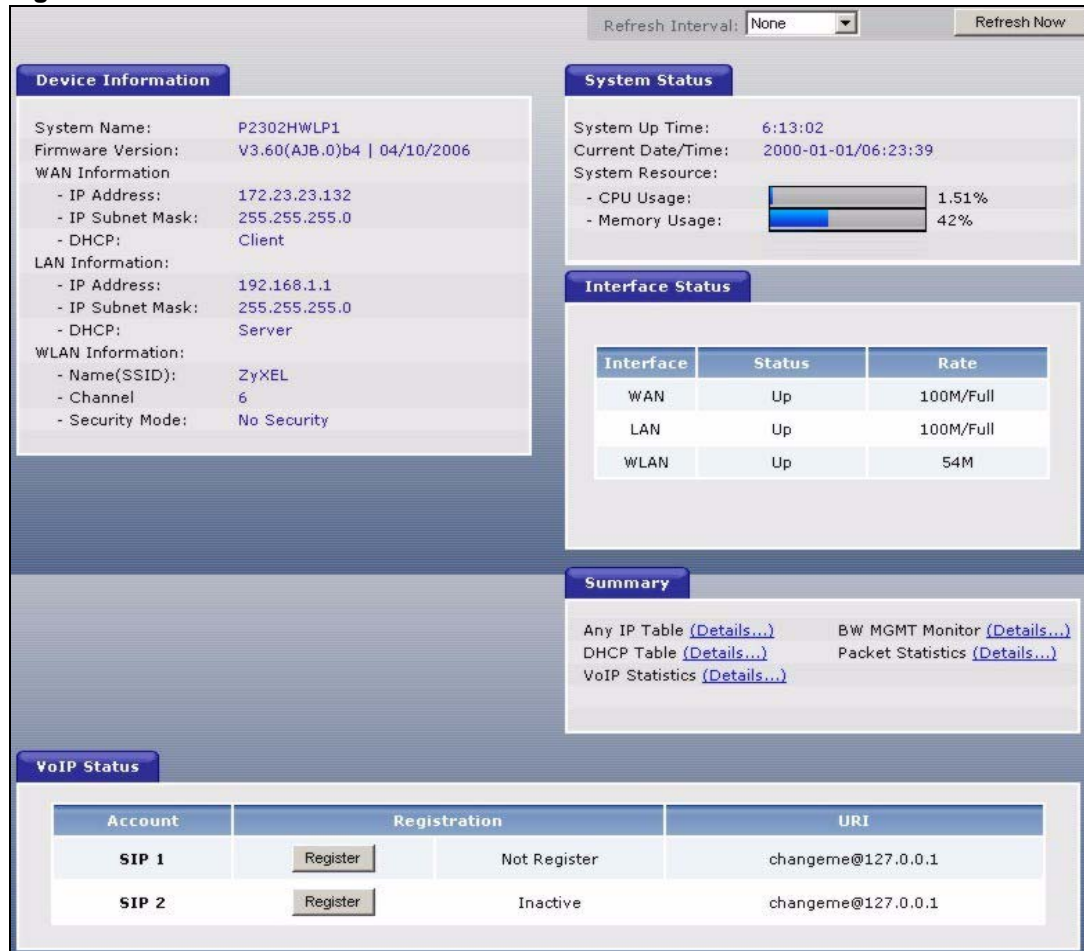 Refresh Interval: None Refresh Now
Device Information
System Name: P2302HWLP1
Firmware Version: V3.60(AJB.0)b4 | 04/10/2006
WAN Information
- IP Address: 172.23.23.132
- IP Subnet Mask: 255.255.255.0
- DHCP: Client
LAN Information:
- IP Address: 192.168.1.1
- IP Subnet Mask: 255.255.255.0
- DHCP: Server
WLAN Information:
- Name(SSID): ZyXEL
- Channel 6
- Security Mode: No Security
System Status
System Up Time: 6:13:02
Current Date/Time: 2000-01-01/06:23:39
System Resource:
- CPU Usage: 1.51%
- Memory Usage: 42%
Interface Status
Interface Status Rate
WAN Up 100M/Full
LAN Up 100M/Full
WLAN Up 54M
Summary
Any IP Table (Details...) BW MGMT Monitor (Details...)
DHCP Table (Details...) Packet Statistics (Details...)
VoIP Statistics (Details...)
VoIP Status
Account Registration URI
SIP 1 Register Not Register changeme@127.0.0.1
SIP 2 Register Inactive changeme@127.0.0.1